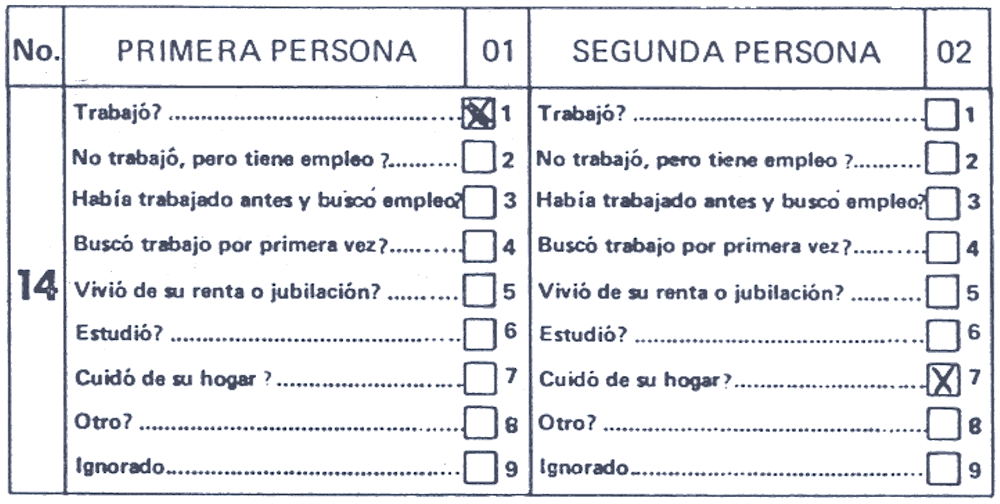 No. PRIMERA PERSONA 01 SEGUNDA PERSONA 02
14
Trabajó? ........................................... 1
No trabajó, pero tiene empleo ?.......... 2
Había trabajado antes y buscó empleo? 3
Buscó trabajo por primera vez?.......... 4
Vivió de su renta o jubilación? .......... 5
Estudió? ........................................... 6
Cuidó de su hogar ? ........................... 7
Otro? ............................................... 8
Ignorado........................................... 9
Trabajó? ........................................... 1
No trabajó, pero tiene empleo ?.......... 2
Había trabajado antes y buscó empleo? 3
Buscó trabajo por primera vez?.......... 4
Vivió de su renta o jubilación? .......... 5
Estudió? ........................................... 6
Cuidó de su hogar?........................... 7
Otro? ............................................... 8
Ignorado........................................... 9